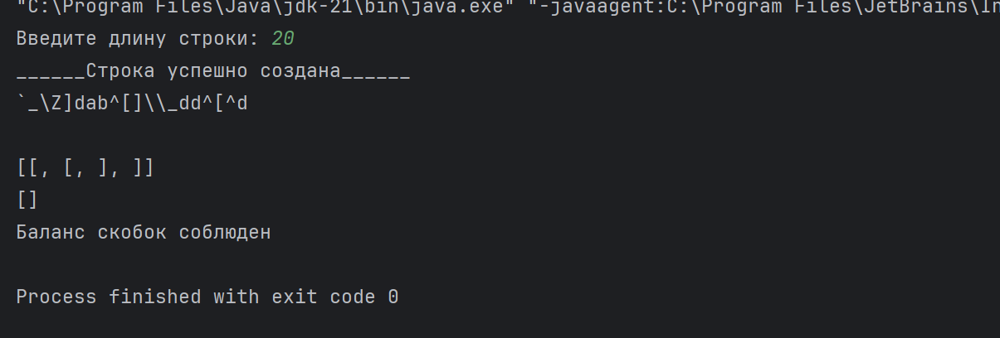 "C:\Program Files\Java\jdk-21\bin\java.exe" "-javaagent:C:\Program Files\JetBrains\In
Введите длину строки: 20
______Строка успешно создана______
`_\Z]dab^[]\\_dd^[^d
[[, [, ], ]]
[]
Баланс скобок соблюден
Process finished with exit code 0